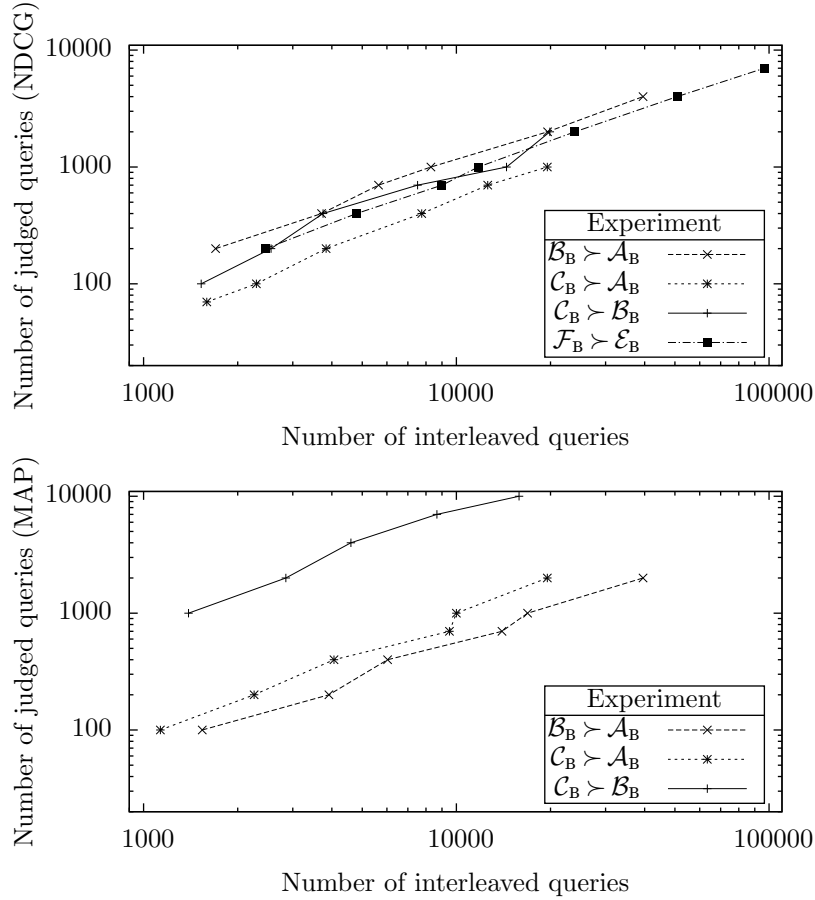 Number of judged queries (NDCG)
10000
1000
100
Experiment
ℬ_B ≻ 𝒜_B
𝒞_B ≻ 𝒜_B
𝒞_B ≻ ℬ_B
ℱ_B ≻ ℰ_B
1000 10000 100000
Number of interleaved queries
Number of judged queries (MAP)
10000
1000
100
Experiment
ℬ_B ≻ 𝒜_B
𝒞_B ≻ 𝒜_B
𝒞_B ≻ ℬ_B
1000 10000 100000
Number of interleaved queries